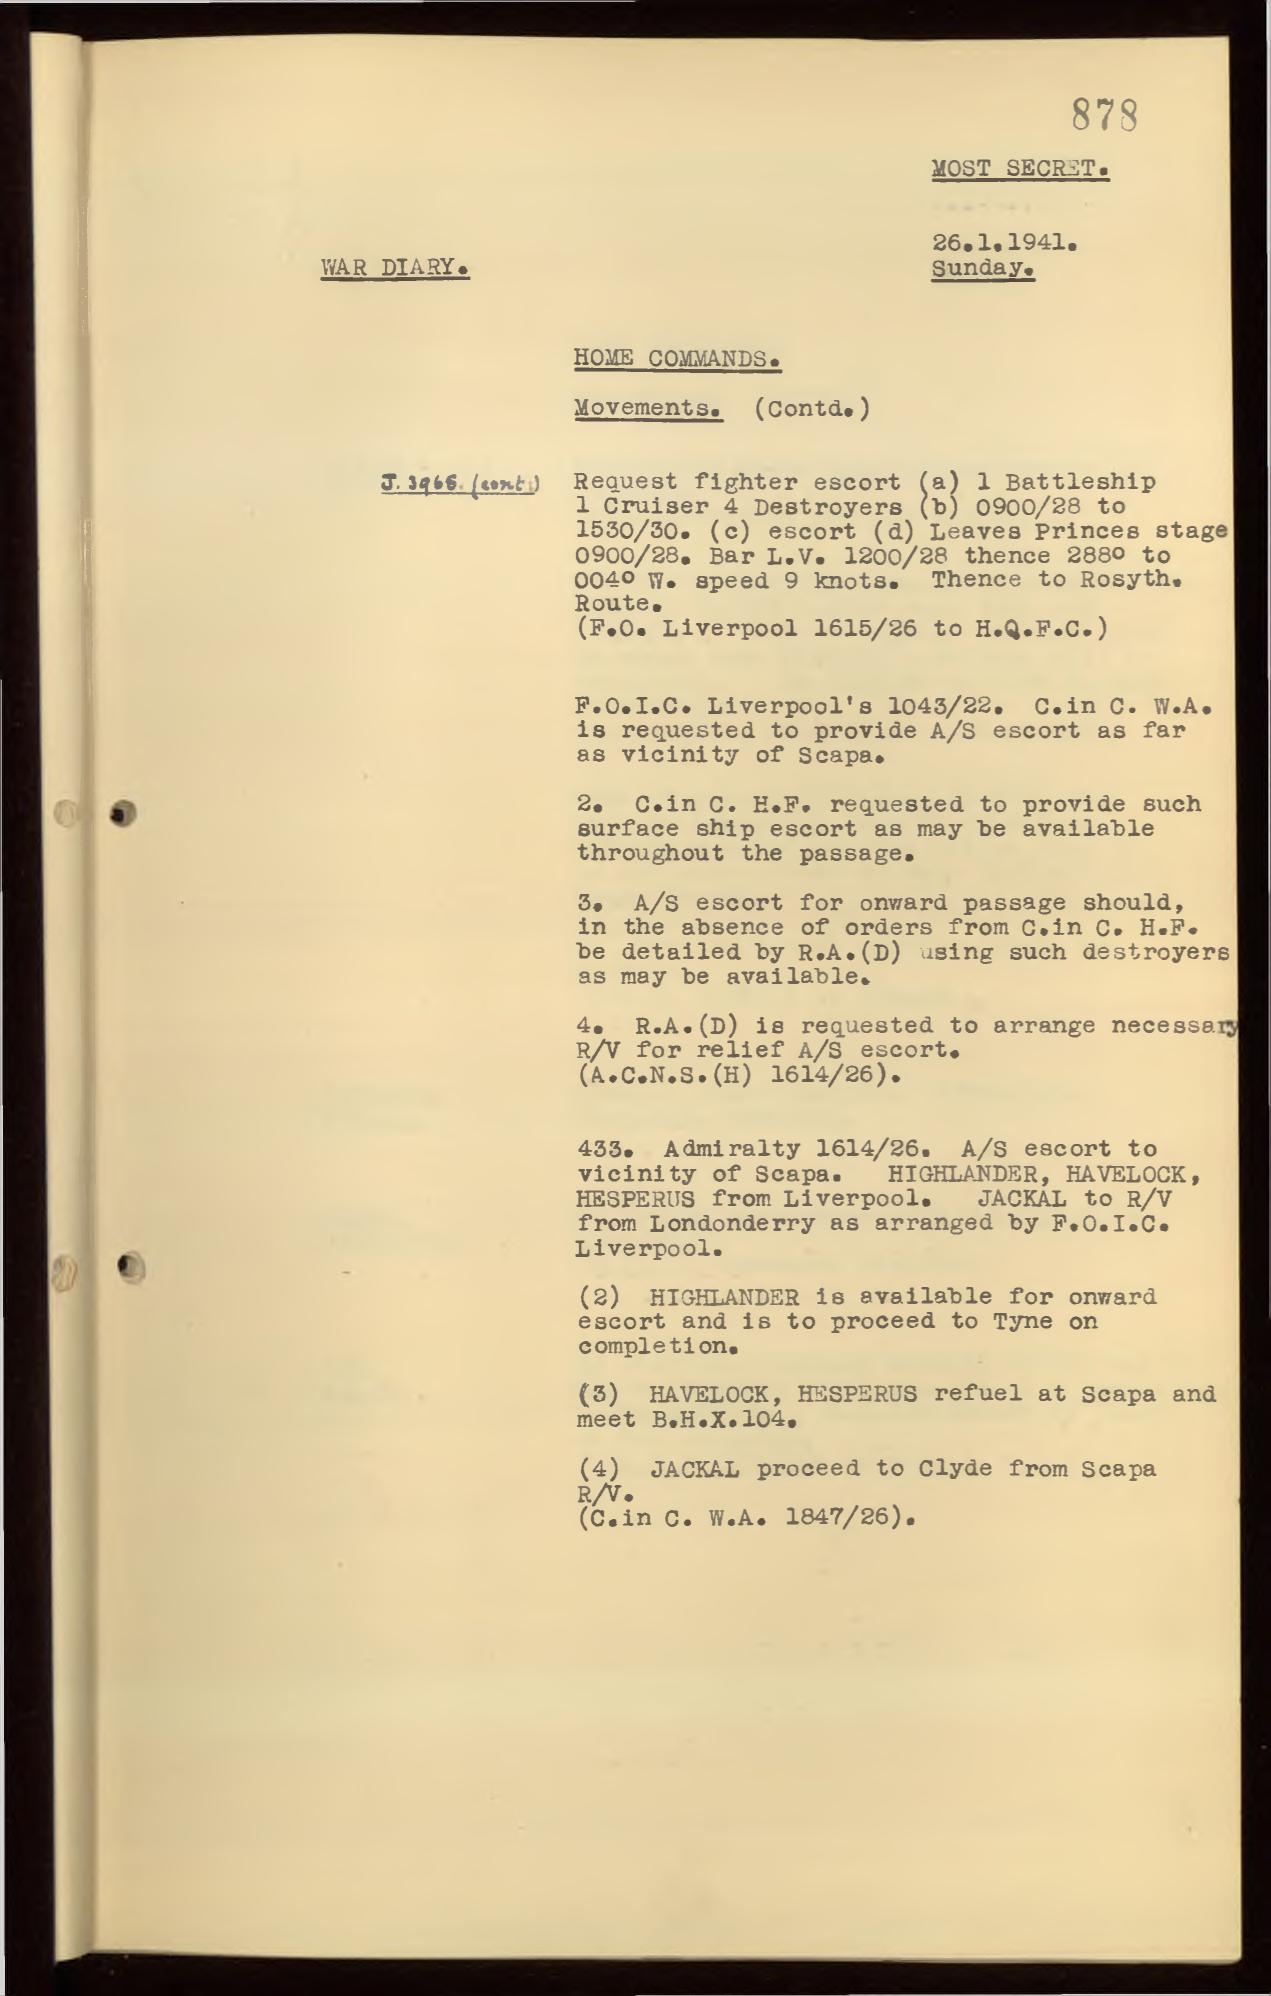 878
MOST SECRET.
26.1.1941.
WAR DIARY.
Sunday.
HOME COMMANDS.
Movements. (Contd.)
J. 3965. (cont.)
Request fighter escort (a) 1 Battleship
1 Cruiser 4 Destroyers (b) 0900/28 to
1530/30. (c) escort (d) Leaves Princes stage
0900/28. Bar L.V. 1200/28 thence 288º to
004º W. speed 9 knots. Thence to Rosyth.
Route.
(F.O. Liverpool 1615/26 to H.Q.F.C.)
F.O.I.C. Liverpool's 1043/22. C.in C. W.A.
is requested to provide A/S escort as far
as vicinity of Scapa.
2. C.in C. H.F. requested to provide such
surface ship escort as may be available
throughout the passage.
3. A/S escort for onward passage should,
in the absence of orders from C.in C. H.F.
be detailed by R.A.(D) using such destroyers
as may be available.
4. R.A.(D) is requested to arrange necessary
R/V for relief A/S escort.
(A.C.N.S.(H) 1614/26).
433. Admiralty 1614/26. A/S escort to
vicinity of Scapa. HIGHLANDER, HAVELOCK,
HESPERUS from Liverpool. JACKAL to R/V
from Londonderry as arranged by F.O.I.C.
Liverpool.
(2) HIGHLANDER is available for onward
escort and is to proceed to Tyne on
completion.
(3) HAVELOCK, HESPERUS refuel at Scapa and
meet B.H.X.104.
(4) JACKAL proceed to Clyde from Scapa
R/V.
(C.in C. W.A. 1847/26).